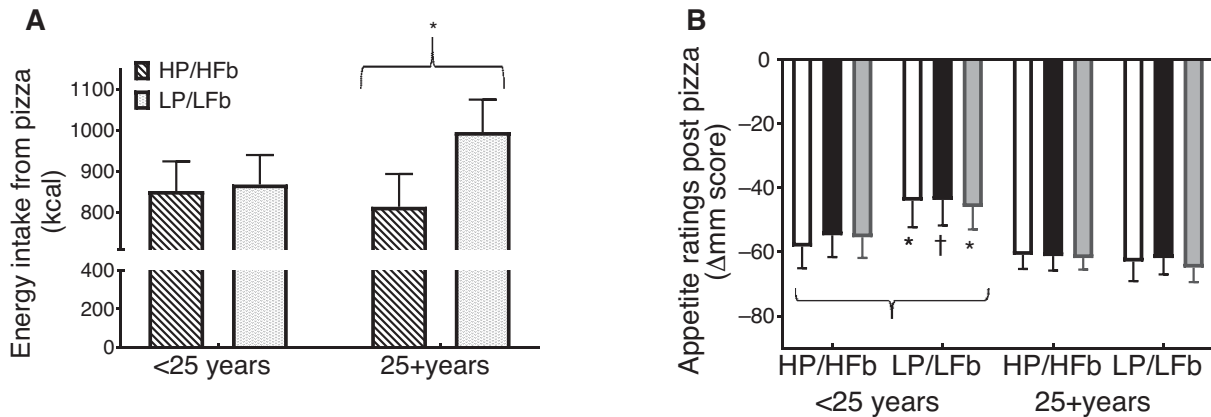 A
*
HP/HFb
LP/LFb
1100
1000
900
800
400
200
0
Energy intake from pizza
(kcal)
<25 years
25+years
B
0
−20
−40
−60
−80
Appetite ratings post pizza
(Δmm score)
* † *
HP/HFb LP/LFb HP/HFb LP/LFb
<25 years 25+years